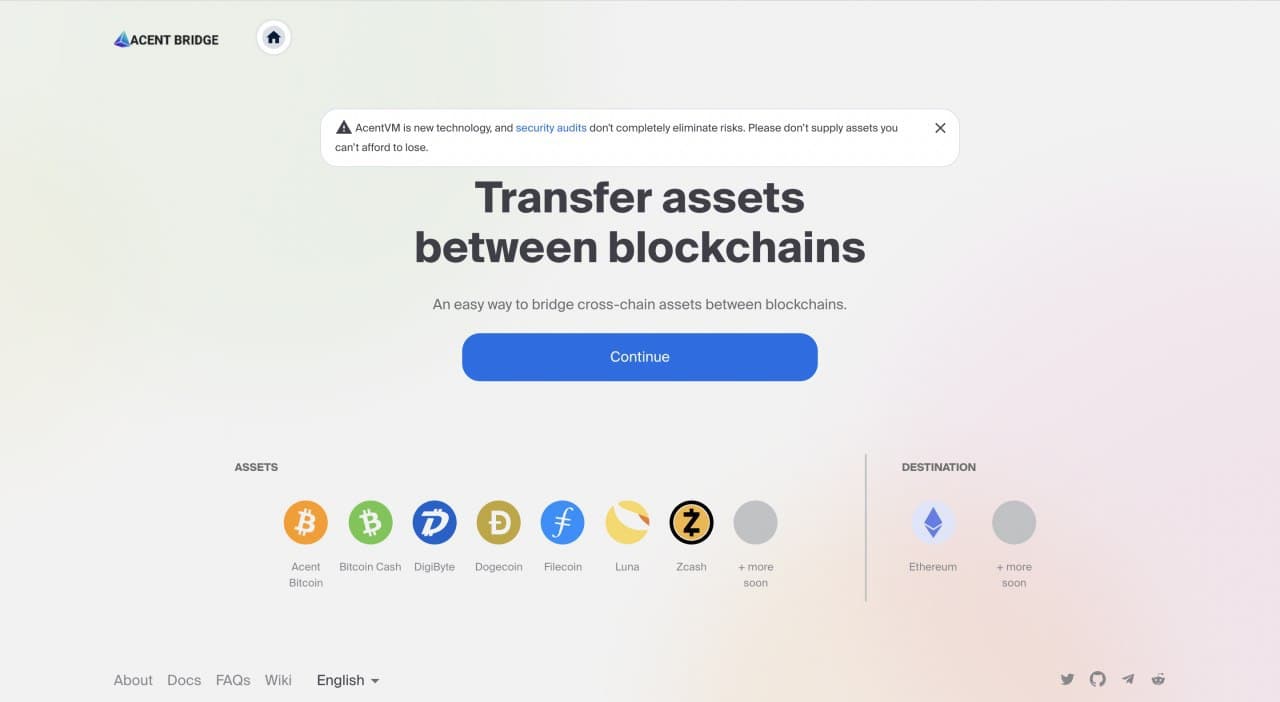 ACENT BRIDGE
AcentVM is new technology, and security audits don't completely eliminate risks. Please don't supply assets you
can't afford to lose.
Transfer assets
between blockchains
An easy way to bridge cross-chain assets between blockchains.
Continue
ASSETS
Acent
Bitcoin
Bitcoin Cash
DigiByte
Dogecoin
Filecoin
Luna
Zcash
+ more
soon
DESTINATION
Ethereum
+ more
soon
About Docs FAQs Wiki English